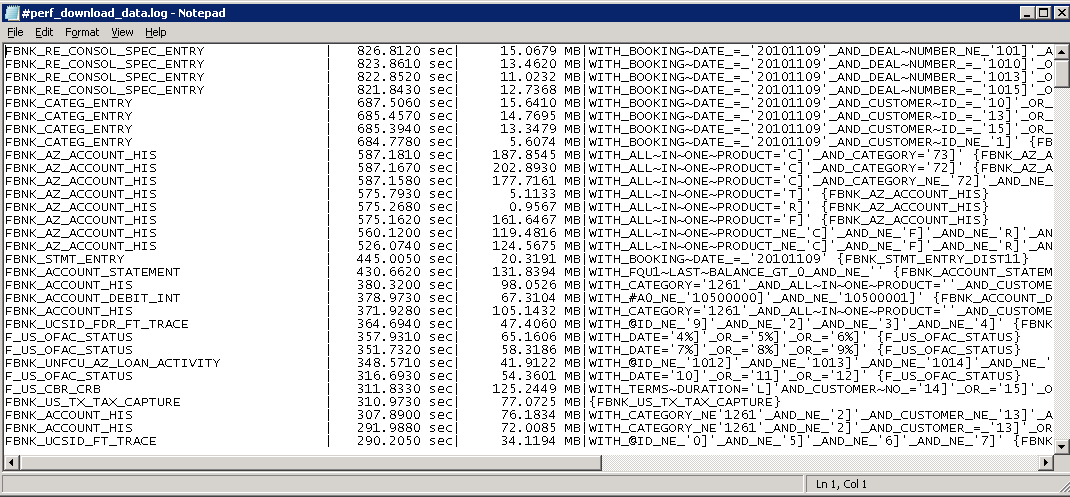 #perf_download_data.log - Notepad
File Edit Format View Help
FBNK_RE_CONSOL_SPEC_ENTRY | 826.8120 sec| 15.0679 MB|WITH_BOOKING~DATE_=_'20101109'_AND_DEAL~NUMBER_NE_'101]'_A
FBNK_RE_CONSOL_SPEC_ENTRY | 823.8610 sec| 13.4620 MB|WITH_BOOKING~DATE_=_'20101109'_AND_DEAL~NUMBER_=_'1010]'_O
FBNK_RE_CONSOL_SPEC_ENTRY | 822.8520 sec| 11.0232 MB|WITH_BOOKING~DATE_=_'20101109'_AND_DEAL~NUMBER_=_'1013]'_O
FBNK_RE_CONSOL_SPEC_ENTRY | 821.8430 sec| 12.7368 MB|WITH_BOOKING~DATE_=_'20101109'_AND_DEAL~NUMBER_=_'1015]'_O
FBNK_CATEG_ENTRY | 687.5060 sec| 15.6410 MB|WITH_BOOKING~DATE_=_'20101109'_AND_CUSTOMER~ID_=_'10]'_OR_
FBNK_CATEG_ENTRY | 685.4570 sec| 14.7695 MB|WITH_BOOKING~DATE_=_'20101109'_AND_CUSTOMER~ID_=_'13]'_OR_
FBNK_CATEG_ENTRY | 685.3940 sec| 13.3479 MB|WITH_BOOKING~DATE_=_'20101109'_AND_CUSTOMER~ID_=_'15]'_OR_
FBNK_CATEG_ENTRY | 684.7780 sec| 5.6074 MB|WITH_BOOKING~DATE_=_'20101109'_AND_CUSTOMER~ID_NE_'1]' {FB
FBNK_AZ_ACCOUNT_HIS | 587.1810 sec| 187.8545 MB|WITH_ALL~IN~ONE~PRODUCT='C]'_AND_CATEGORY='73]' {FBNK_AZ_A
FBNK_AZ_ACCOUNT_HIS | 587.1670 sec| 202.8930 MB|WITH_ALL~IN~ONE~PRODUCT='C]'_AND_CATEGORY='72]' {FBNK_AZ_A
FBNK_AZ_ACCOUNT_HIS | 587.1580 sec| 177.7161 MB|WITH_ALL~IN~ONE~PRODUCT='C]'_AND_CATEGORY_NE_'72]'_AND_NE_
FBNK_AZ_ACCOUNT_HIS | 575.7930 sec| 5.1133 MB|WITH_ALL~IN~ONE~PRODUCT='T]' {FBNK_AZ_ACCOUNT_HIS}
FBNK_AZ_ACCOUNT_HIS | 575.2680 sec| 0.9567 MB|WITH_ALL~IN~ONE~PRODUCT='R]' {FBNK_AZ_ACCOUNT_HIS}
FBNK_AZ_ACCOUNT_HIS | 575.1620 sec| 161.6467 MB|WITH_ALL~IN~ONE~PRODUCT='F]' {FBNK_AZ_ACCOUNT_HIS}
FBNK_AZ_ACCOUNT_HIS | 560.1200 sec| 119.4816 MB|WITH_ALL~IN~ONE~PRODUCT_NE_'C]'_AND_NE_'F]'_AND_NE_'R]'_AN
FBNK_AZ_ACCOUNT_HIS | 526.0740 sec| 124.5675 MB|WITH_ALL~IN~ONE~PRODUCT_NE_'C]'_AND_NE_'F]'_AND_NE_'R]'_AN
FBNK_STMT_ENTRY | 445.0050 sec| 20.3191 MB|WITH_BOOKING~DATE_=_'20101109' {FBNK_STMT_ENTRY_DIST11}
FBNK_ACCOUNT_STATEMENT | 430.6620 sec| 131.8394 MB|WITH_FQU1~LAST~BALANCE_GT_0_AND_NE_'' {FBNK_ACCOUNT_STATEM
FBNK_ACCOUNT_HIS | 380.3200 sec| 98.0526 MB|WITH_CATEGORY='1261'_AND_ALL~IN~ONE~PRODUCT=''_AND_CUSTOME
FBNK_ACCOUNT_DEBIT_INT | 378.9730 sec| 67.3104 MB|WITH_#A0_NE_'10500000]'_AND_NE_'10500001]' {FBNK_ACCOUNT_D
FBNK_ACCOUNT_HIS | 371.9280 sec| 105.1432 MB|WITH_CATEGORY='1261'_AND_ALL~IN~ONE~PRODUCT=''_AND_CUSTOME
FBNK_UCSID_FDR_FT_TRACE | 364.6940 sec| 47.4060 MB|WITH_@ID_NE_'9]'_AND_NE_'2]'_AND_NE_'3]'_AND_NE_'4]' {FBNK
F_US_OFAC_STATUS | 357.9310 sec| 65.1606 MB|WITH_DATE='4%]'_OR_='5%]'_OR_='6%]' {F_US_OFAC_STATUS}
F_US_OFAC_STATUS | 351.7320 sec| 58.3186 MB|WITH_DATE='7%]'_OR_='8%]'_OR_='9%]' {F_US_OFAC_STATUS}
FBNK_UNFCU_AZ_LOAN_ACTIVITY | 348.5710 sec| 41.9122 MB|WITH_@ID_NE_'1012]'_AND_NE_'1013]'_AND_NE_'1014]'_AND_NE_'
F_US_OFAC_STATUS | 316.6930 sec| 54.3601 MB|WITH_DATE='10]'_OR_='11]'_OR_='12]' {F_US_OFAC_STATUS}
F_US_CBR_CRB | 311.8330 sec| 125.2449 MB|WITH_TERMS~DURATION='L]'AND_CUSTOMER~NO_='14]'_OR_='15]'_O
FBNK_US_TX_TAX_CAPTURE | 310.9730 sec| 77.0725 MB|{FBNK_US_TX_TAX_CAPTURE}
FBNK_ACCOUNT_HIS | 307.8900 sec| 76.1834 MB|WITH_CATEGORY_NE'1261'_AND_NE_'2]'_AND_CUSTOMER_NE_'13]'_A
FBNK_ACCOUNT_HIS | 291.9880 sec| 72.0085 MB|WITH_CATEGORY_NE'1261'_AND_NE_'2]'_AND_CUSTOMER_=_'13]'_OR
FBNK_UCSID_FT_TRACE | 290.2050 sec| 34.1194 MB|WITH_@ID_NE_'0]'_AND_NE_'5]'_AND_NE_'6]'_AND_NE_'7]' {FBNK
Ln 1, Col 1